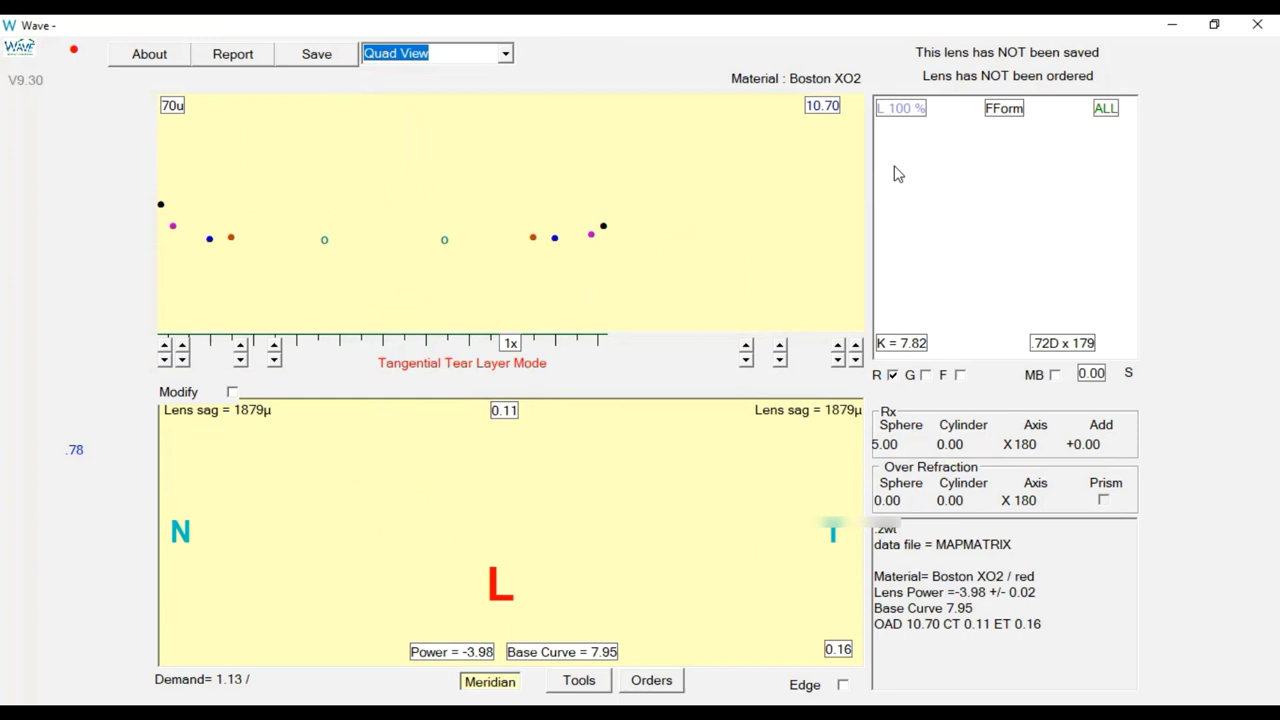 Wave -
WAVE
About
Report
Save
Quad View
This lens has NOT been saved
V9.30
Material : Boston XO2
Lens has NOT been ordered
70u
10.70
L 100 %
FForm
ALL
1x
K = 7.82
.72D x 179
Tangential Tear Layer Mode
R G F MB 0.00 S
Modify
Lens sag = 1879µ
0.11
Lens sag = 1879µ
Rx
Sphere Cylinder Axis Add
5.00 0.00 X 180 +0.00
.78
Over Refraction
Sphere Cylinder Axis Prism
0.00 0.00 X 180
N
T
.zwt
data file = MAPMATRIX
L
Material= Boston XO2 / red
Lens Power =-3.98 +/- 0.02
Base Curve 7.95
OAD 10.70 CT 0.11 ET 0.16
Power = -3.98
Base Curve = 7.95
0.16
Demand= 1.13 /
Meridian
Tools
Orders
Edge